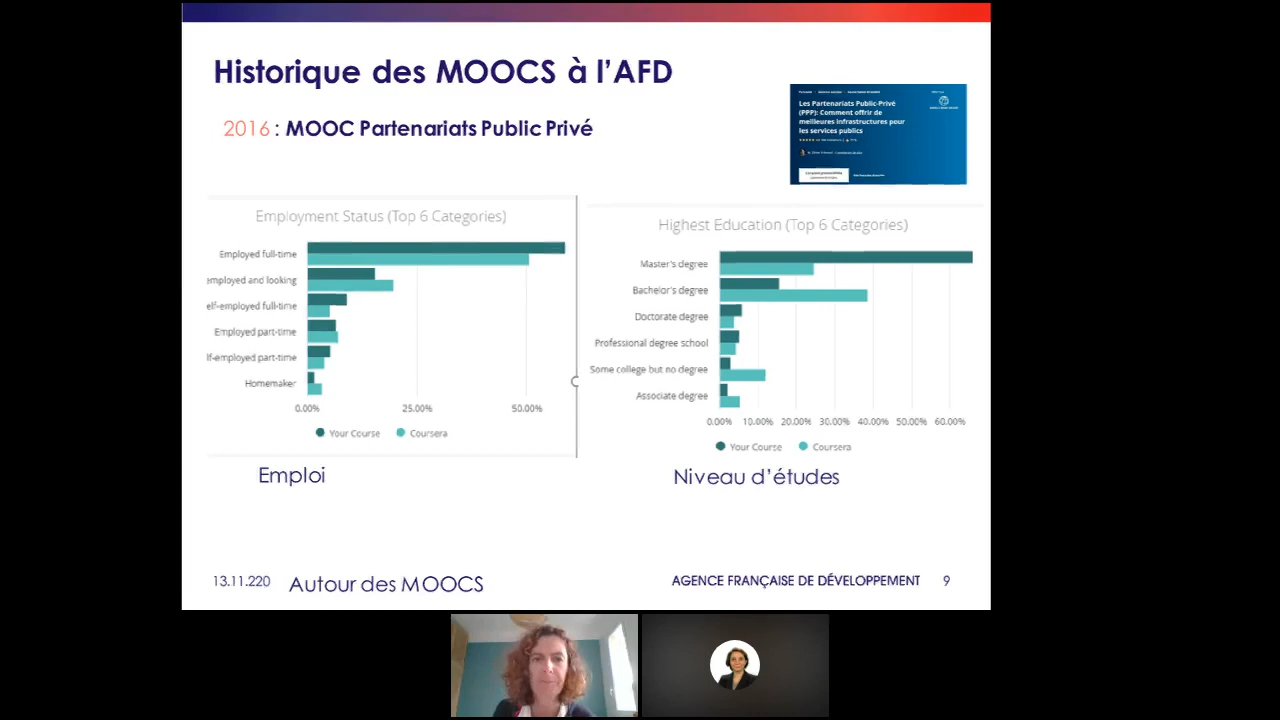 Historique des MOOCS à l’AFD
2016 : MOOC Partenariats Public Privé
Les Partenariats Public-Privé
(PPP): Comment offrir de
meilleures infrastructures pour
les services publics
Employment Status (Top 6 Categories)
Employed full-time
employed and looking
elf-employed full-time
Employed part-time
lf-employed part-time
Homemaker
0.00% 25.00% 50.00%
Your Course Coursera
Emploi
Highest Education (Top 6 Categories)
Master's degree
Bachelor's degree
Doctorate degree
Professional degree school
Some college but no degree
Associate degree
0.00% 10.00% 20.00% 30.00% 40.00% 50.00% 60.00%
Your Course Coursera
Niveau d’études
13.11.220 Autour des MOOCS AGENCE FRANÇAISE DE DÉVELOPPEMENT 9